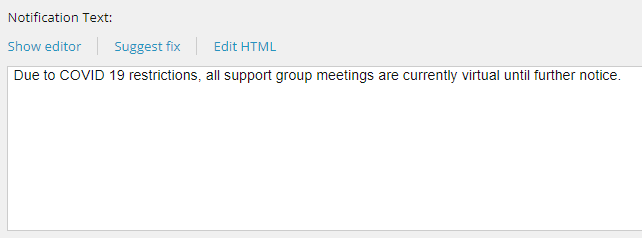 Notification Text:
Show editor Suggest fix Edit HTML
Due to COVID 19 restrictions, all support group meetings are currently virtual until further notice.